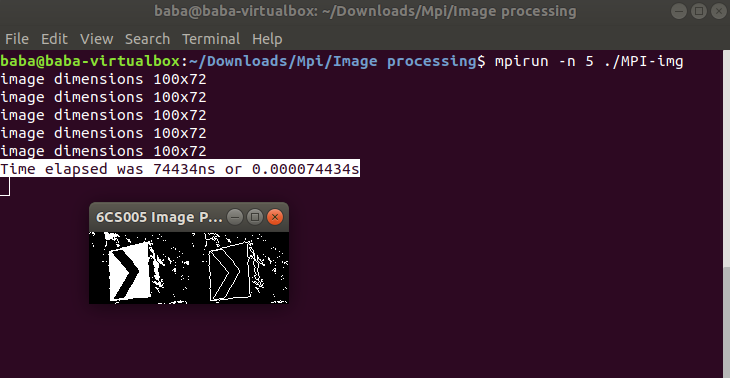 baba@baba-virtualbox: ~/Downloads/Mpi/Image processing
File Edit View Search Terminal Help
baba@baba-virtualbox:~/Downloads/Mpi/Image processing$ mpirun -n 5 ./MPI-img
image dimensions 100x72
image dimensions 100x72
image dimensions 100x72
image dimensions 100x72
image dimensions 100x72
Time elapsed was 74434ns or 0.000074434s
6CS005 Image P...